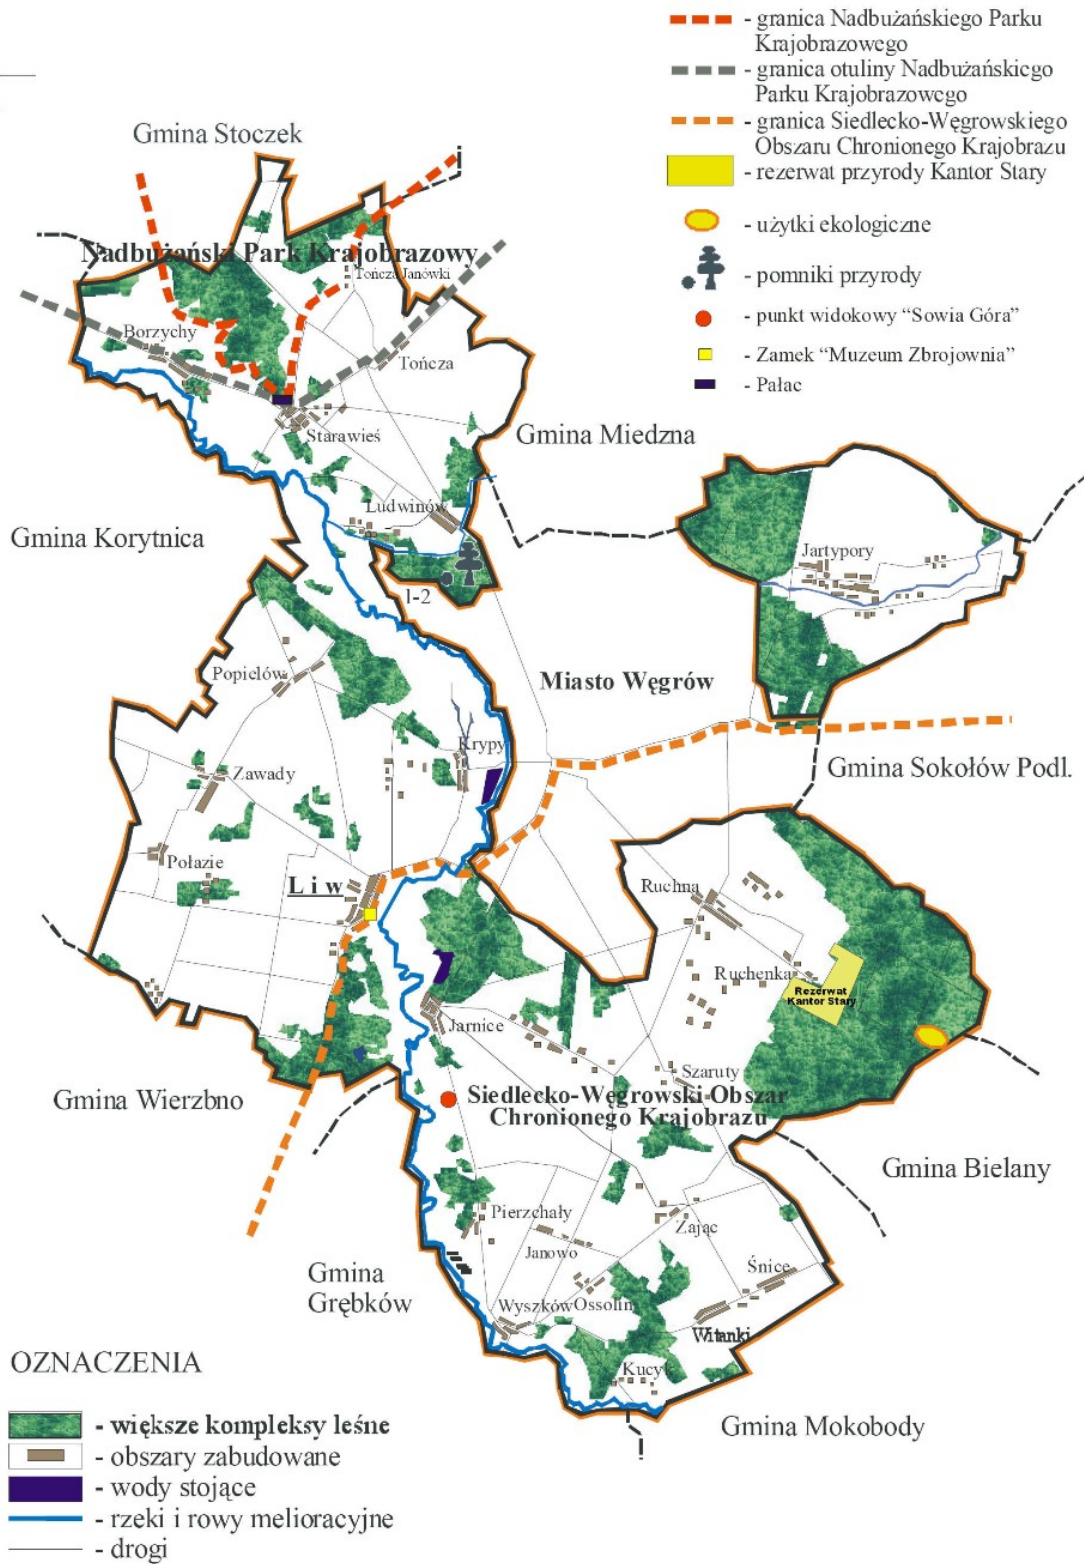 - granica Nadbużańskiego Parku
Krajobrazowego
- granica otuliny Nadbużańskiego
Parku Krajobrazowego
- granica Siedlecko-Węgrowskiego
Obszaru Chronionego Krajobrazu
- rezerwat przyrody Kantor Stary
- użytki ekologiczne
- pomniki przyrody
- punkt widokowy “Sowia Góra”
- Zamek “Muzeum Zbrojownia”
- Pałac
Gmina Stoczek
Nadbużański Park Krajobrazowy
Tończa Janówki
Borzychy
Tończa
Starawieś
Gmina Miedzna
Ludwinów
Gmina Korytnica
Jartypory
1-2
Popielów
Miasto Węgrów
Krypy
Zawady
Gmina Sokołów Podl.
Połazie
Liw
Ruchna
Ruchenka
Rezerwat
Kantor Stary
Jarnice
Szaruty
Siedlecko-Węgrowski Obszar
Chronionego Krajobrazu
Gmina Wierzbno
Gmina Bielany
Pierzchały
Zając
Janowo
Śnice
Gmina
Grębków
Wyszków
Ossolin
Witanki
Kucyk
Gmina Mokobody
OZNACZENIA
- większe kompleksy leśne
- obszary zabudowane
- wody stojące
- rzeki i rowy melioracyjne
- drogi